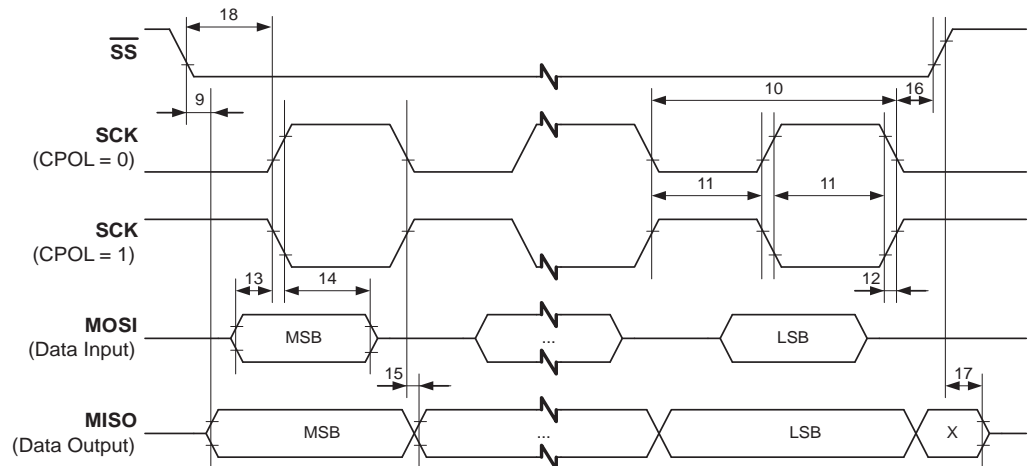 18
SS
9
10
16
SCK
(CPOL = 0)
11
11
SCK
(CPOL = 1)
13
14
12
MOSI
(Data Input)
MSB
...
LSB
15
17
MISO
(Data Output)
MSB
...
LSB
X